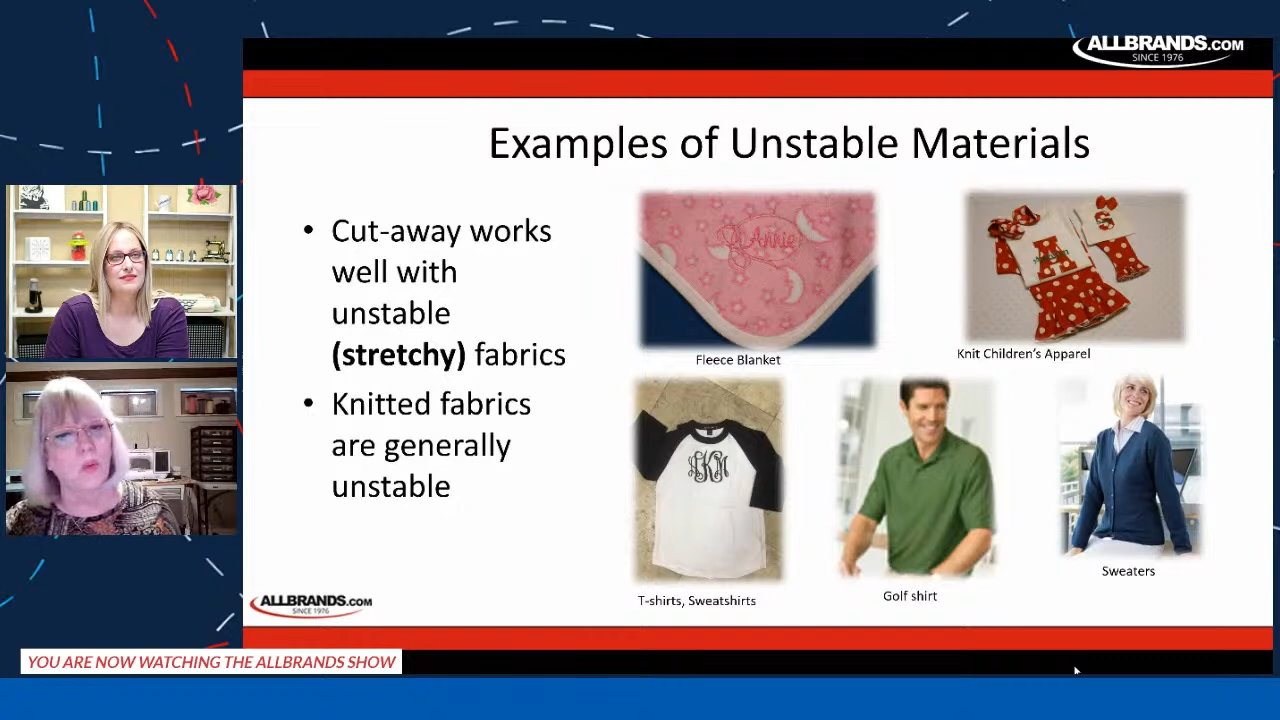 ALLBRANDS.COM
SINCE 1976
Examples of Unstable Materials
• Cut-away works
well with
unstable
(stretchy) fabrics
• Knitted fabrics
are generally
unstable
Annie
Fleece Blanket
Knit Children's Apparel
T-shirts, Sweatshirts
Golf shirt
Sweaters
ALLBRANDS.COM
SINCE 1976
YOU ARE NOW WATCHING THE ALLBRANDS SHOW